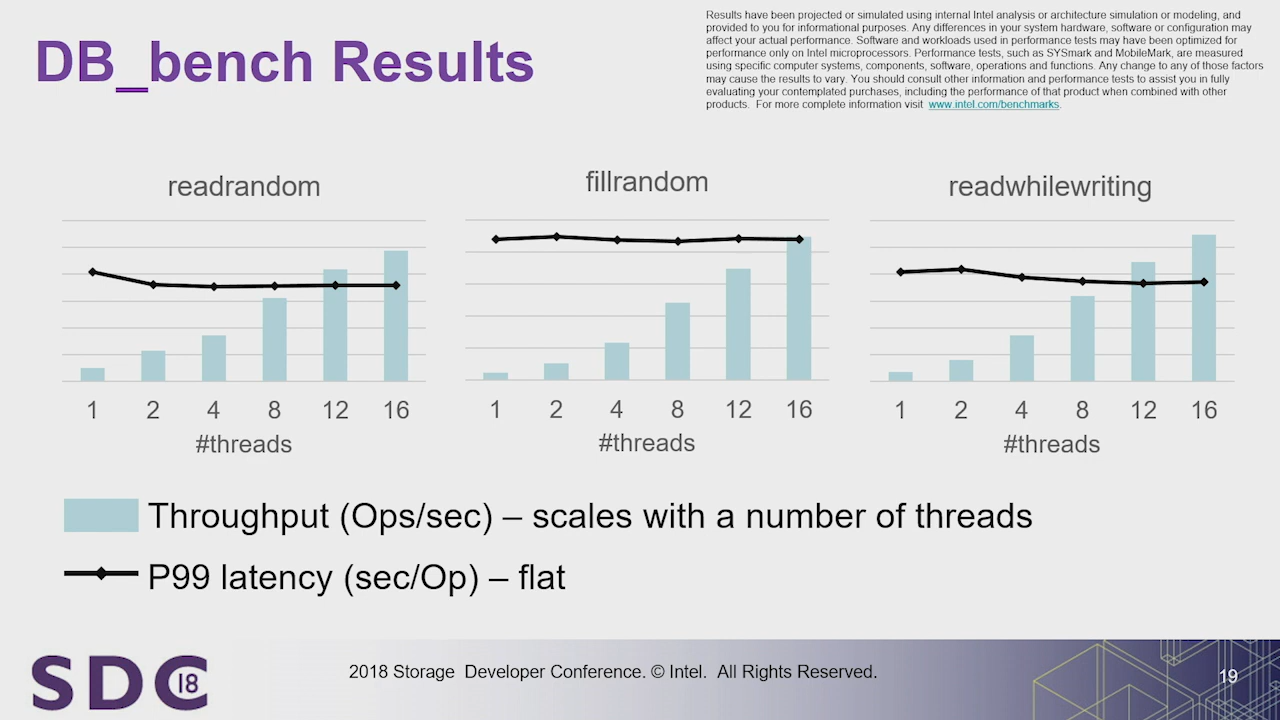 DB_bench Results
Results have been projected or simulated using internal Intel analysis or architecture simulation or modeling, and
provided to you for informational purposes. Any differences in your system hardware, software or configuration may
affect your actual performance. Software and workloads used in performance tests may have been optimized for
performance only on Intel microprocessors. Performance tests, such as SYSmark and MobileMark, are measured
using specific computer systems, components, software, operations and functions. Any change to any of those factors
may cause the results to vary. You should consult other information and performance tests to assist you in fully
evaluating your contemplated purchases, including the performance of that product when combined with other
products. For more complete information visit www.intel.com/benchmarks.
readrandom
1 2 4 8 12 16
#threads
fillrandom
1 2 4 8 12 16
#threads
readwhilewriting
1 2 4 8 12 16
#threads
Throughput (Ops/sec) – scales with a number of threads
P99 latency (sec/Op) – flat
SDC 18
2018 Storage Developer Conference. © Intel. All Rights Reserved.
19